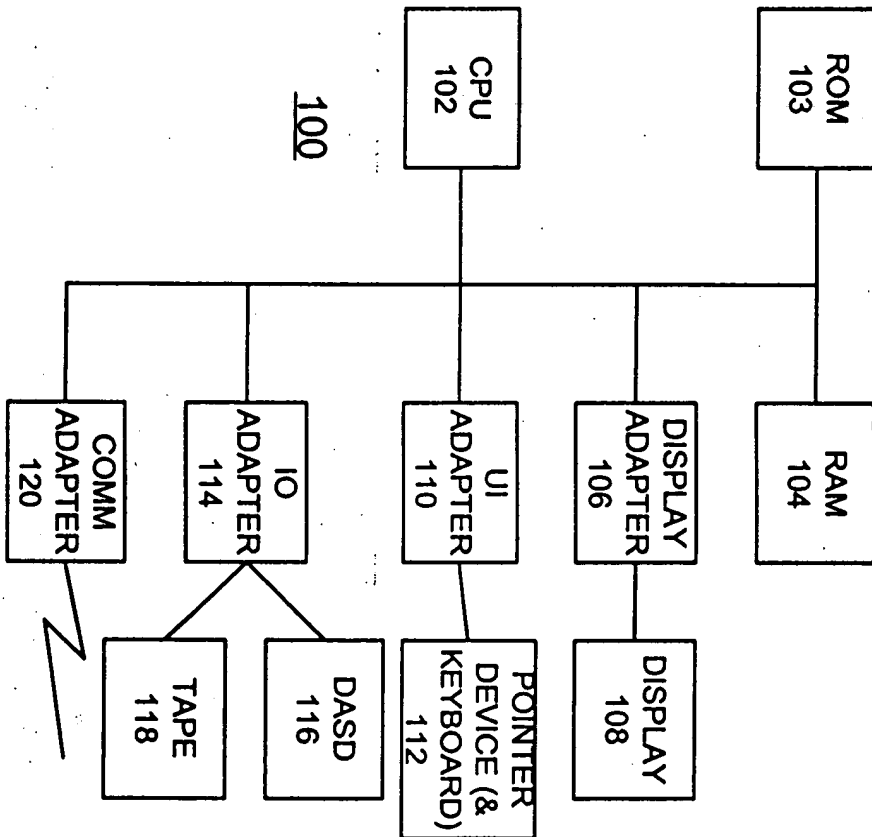 ROM
103
CPU
102
100
RAM
104
DISPLAY
ADAPTER
106
UI
ADAPTER
110
IO
ADAPTER
114
COMM
ADAPTER
120
DISPLAY
108
POINTER
DEVICE (&
KEYBOARD)
112
DASD
116
TAPE
118